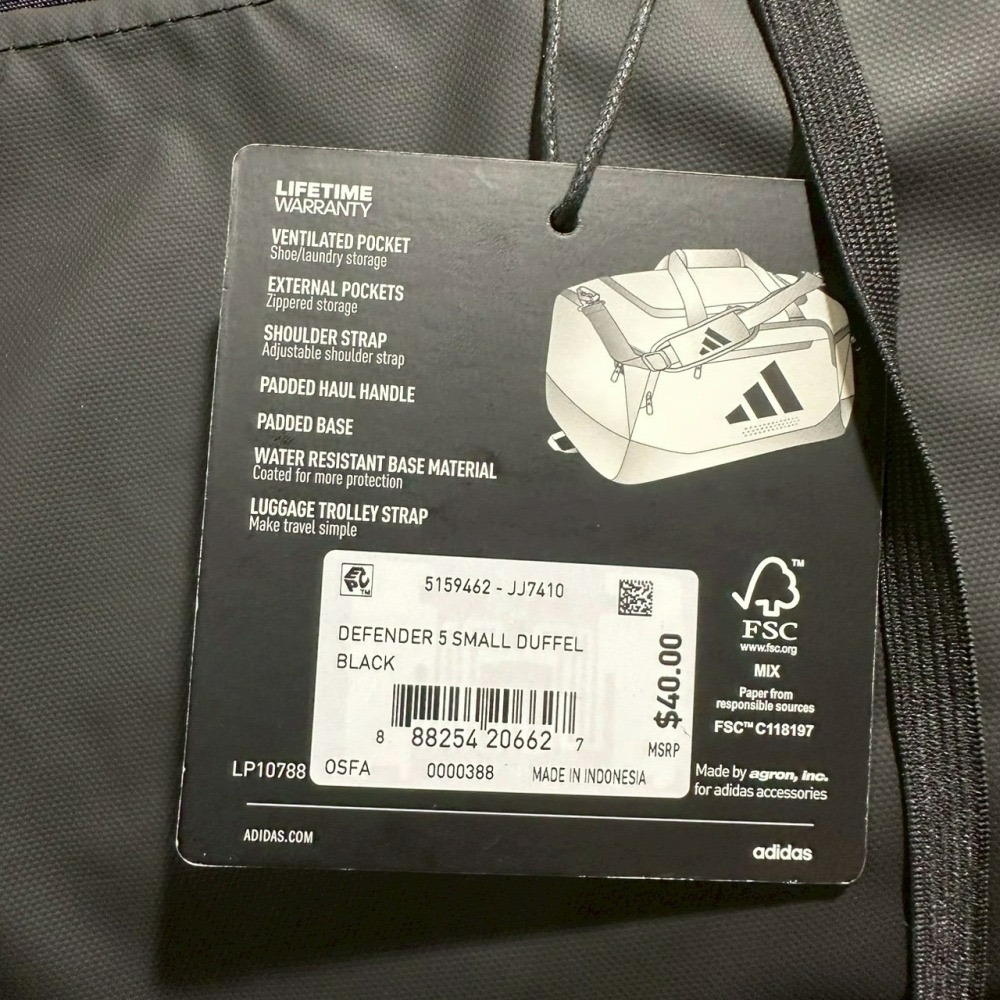 LIFETIME
WARRANTY
VENTILATED POCKET
Shoe/laundry storage
EXTERNAL POCKETS
Zippered storage
SHOULDER STRAP
Adjustable shoulder strap
PADDED HAUL HANDLE
PADDED BASE
WATER RESISTANT BASE MATERIAL
Coated for more protection
LUGGAGE TROLLEY STRAP
Make travel simple
5159462 - JJ7410
DEFENDER 5 SMALL DUFFEL
BLACK
8 88254 20662 7
$40.00
MSRP
OSFA 0000388 MADE IN INDONESIA
LP10788
™
FSC
www.fsc.org
MIX
Paper from
responsible sources
FSC™ C118197
Made by agron, inc.
for adidas accessories
ADIDAS.COM
adidas